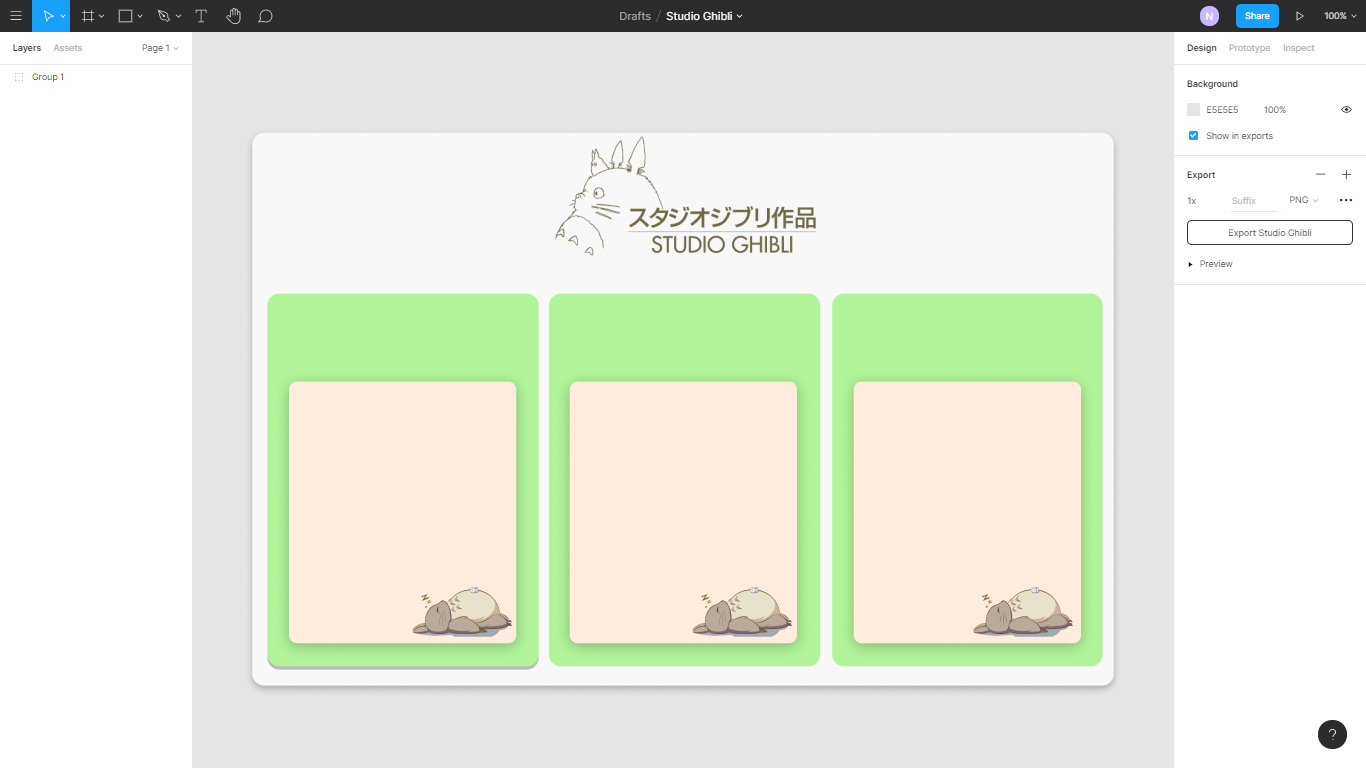 Drafts / Studio Ghibli
N
Share
100%
Layers
Assets
Page 1
Design
Prototype
Inspect
Group 1
Background
E5E5E5
100%
Show in exports
Export
1x
Suffix
PNG
Export Studio Ghibli
Preview
スタジオジブリ作品
STUDIO GHIBLI
?